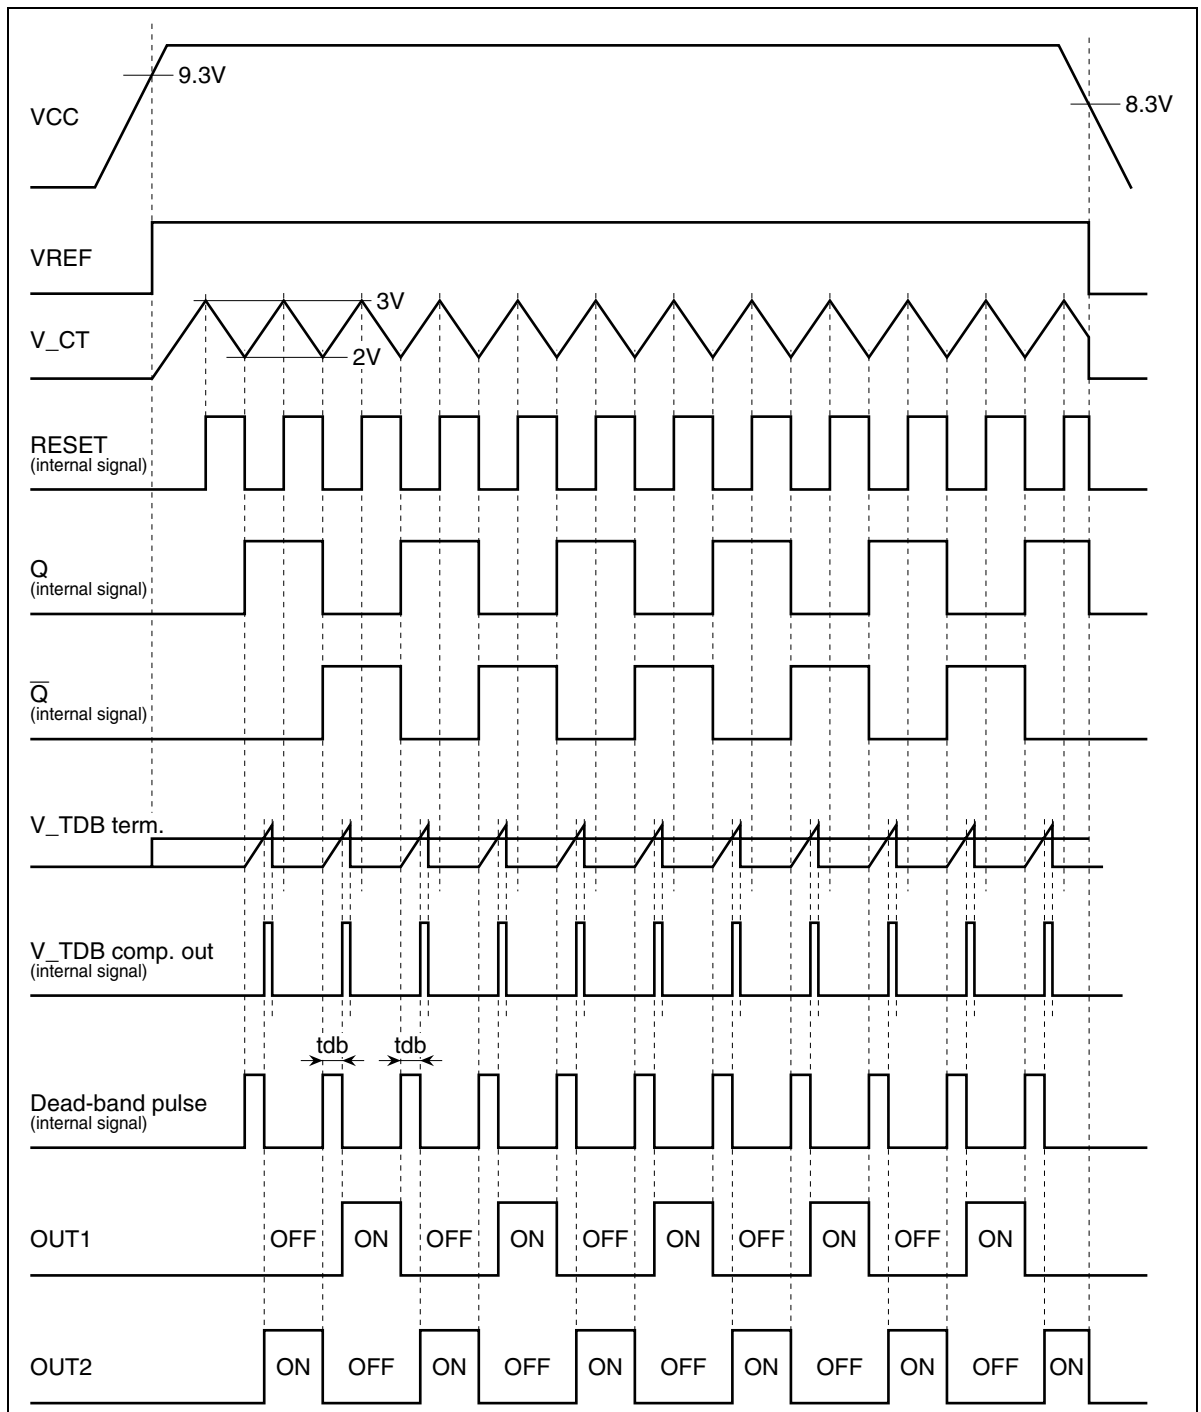 9.3V
VCC
8.3V
VREF
3V
V_CT
2V
RESET
(internal signal)
Q
(internal signal)
Q̅
(internal signal)
V_TDB term.
V_TDB comp. out
(internal signal)
tdb tdb
Dead-band pulse
(internal signal)
OUT1 OFF ON OFF ON OFF ON OFF ON OFF ON
OUT2 ON OFF ON OFF ON OFF ON OFF ON OFF ON